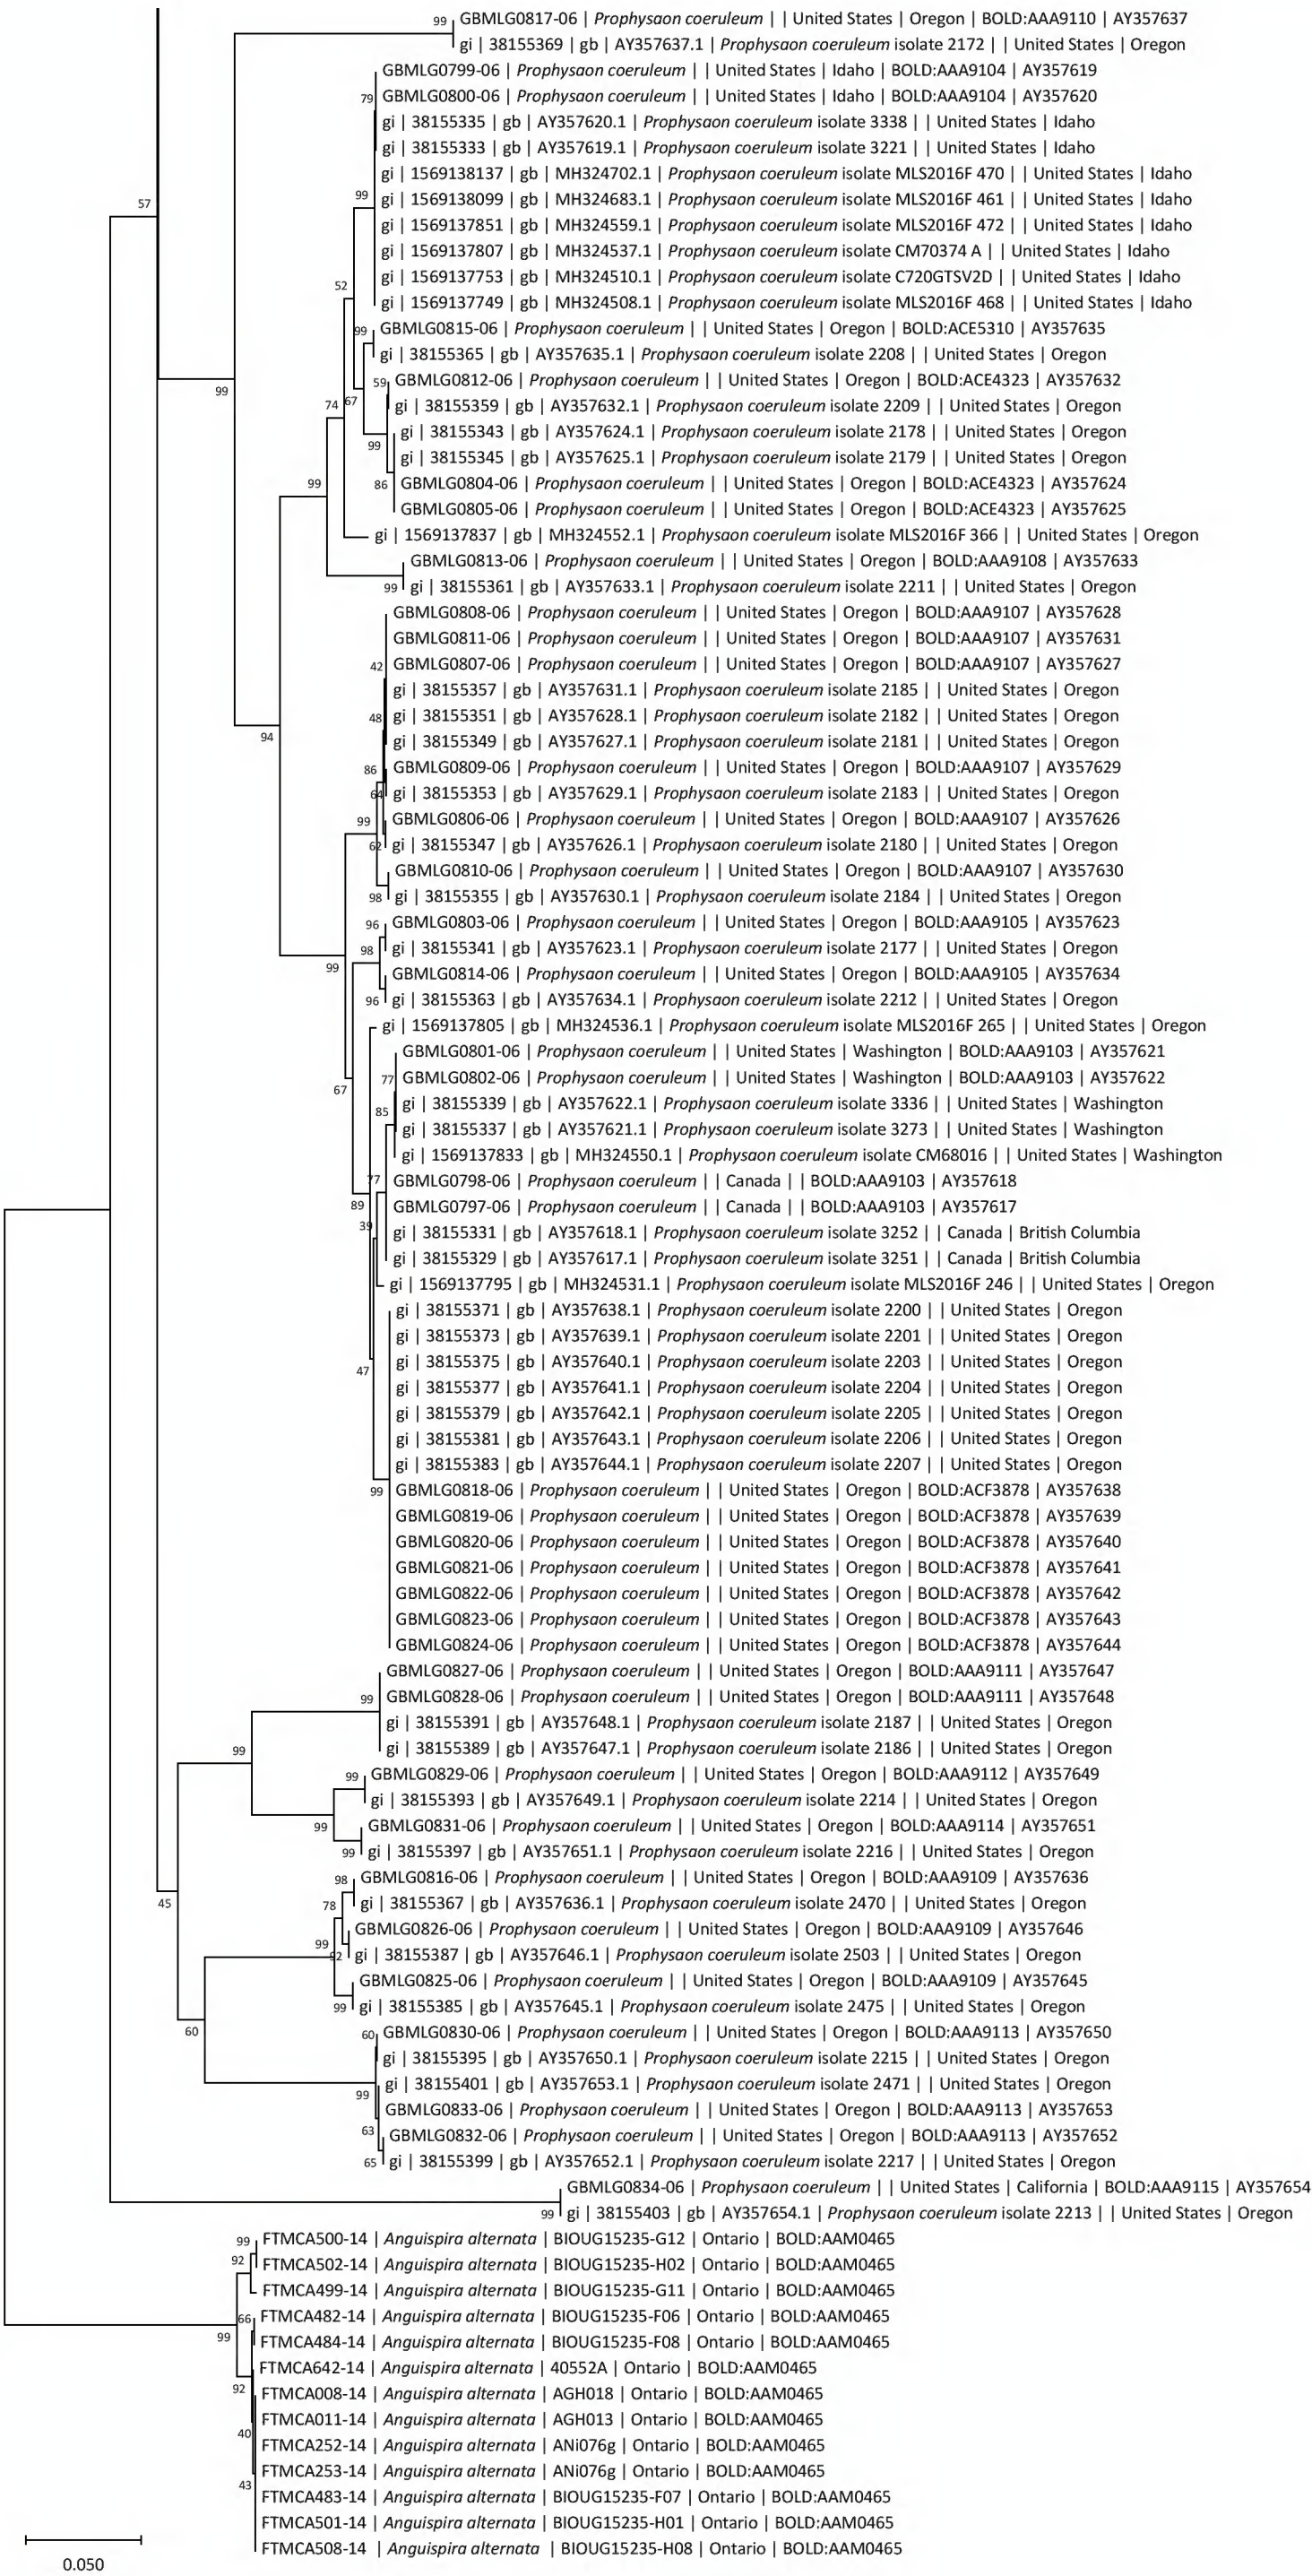 99 GBMLG0817-06 | Prophysaon coeruleum | | United States | Oregon | BOLD:AAA9110 | AY357637
gi | 38155369 | gb | AY357637.1 | Prophysaon coeruleum isolate 2172 | | United States | Oregon
GBMLG0799-06 | Prophysaon coeruleum | | United States | Idaho | BOLD:AAA9104 | AY357619
79 GBMLG0800-06 | Prophysaon coeruleum | | United States | Idaho | BOLD:AAA9104 | AY357620
gi | 38155335 | gb | AY357620.1 | Prophysaon coeruleum isolate 3338 | | United States | Idaho
gi | 38155333 | gb | AY357619.1 | Prophysaon coeruleum isolate 3221 | | United States | Idaho
gi | 1569138137 | gb | MH324702.1 | Prophysaon coeruleum isolate MLS2016F 470 | | United States | Idaho
99 gi | 1569138099 | gb | MH324683.1 | Prophysaon coeruleum isolate MLS2016F 461 | | United States | Idaho
57 gi | 1569137851 | gb | MH324559.1 | Prophysaon coeruleum isolate MLS2016F 472 | | United States | Idaho
gi | 1569137807 | gb | MH324537.1 | Prophysaon coeruleum isolate CM70374 A | | United States | Idaho
gi | 1569137753 | gb | MH324510.1 | Prophysaon coeruleum isolate C720GTSV2D | | United States | Idaho
52 gi | 1569137749 | gb | MH324508.1 | Prophysaon coeruleum isolate MLS2016F 468 | | United States | Idaho
99 GBMLG0815-06 | Prophysaon coeruleum | | United States | Oregon | BOLD:ACE5310 | AY357635
gi | 38155365 | gb | AY357635.1 | Prophysaon coeruleum isolate 2208 | | United States | Oregon
99 59 GBMLG0812-06 | Prophysaon coeruleum | | United States | Oregon | BOLD:ACE4323 | AY357632
74 67 gi | 38155359 | gb | AY357632.1 | Prophysaon coeruleum isolate 2209 | | United States | Oregon
99 gi | 38155343 | gb | AY357624.1 | Prophysaon coeruleum isolate 2178 | | United States | Oregon
gi | 38155345 | gb | AY357625.1 | Prophysaon coeruleum isolate 2179 | | United States | Oregon
99 86 GBMLG0804-06 | Prophysaon coeruleum | | United States | Oregon | BOLD:ACE4323 | AY357624
GBMLG0805-06 | Prophysaon coeruleum | | United States | Oregon | BOLD:ACE4323 | AY357625
gi | 1569137837 | gb | MH324552.1 | Prophysaon coeruleum isolate MLS2016F 366 | | United States | Oregon
GBMLG0813-06 | Prophysaon coeruleum | | United States | Oregon | BOLD:AAA9108 | AY357633
99 gi | 38155361 | gb | AY357633.1 | Prophysaon coeruleum isolate 2211 | | United States | Oregon
GBMLG0808-06 | Prophysaon coeruleum | | United States | Oregon | BOLD:AAA9107 | AY357628
GBMLG0811-06 | Prophysaon coeruleum | | United States | Oregon | BOLD:AAA9107 | AY357631
42 GBMLG0807-06 | Prophysaon coeruleum | | United States | Oregon | BOLD:AAA9107 | AY357627
gi | 38155357 | gb | AY357631.1 | Prophysaon coeruleum isolate 2185 | | United States | Oregon
48 gi | 38155351 | gb | AY357628.1 | Prophysaon coeruleum isolate 2182 | | United States | Oregon
94 gi | 38155349 | gb | AY357627.1 | Prophysaon coeruleum isolate 2181 | | United States | Oregon
86 GBMLG0809-06 | Prophysaon coeruleum | | United States | Oregon | BOLD:AAA9107 | AY357629
64 gi | 38155353 | gb | AY357629.1 | Prophysaon coeruleum isolate 2183 | | United States | Oregon
99 GBMLG0806-06 | Prophysaon coeruleum | | United States | Oregon | BOLD:AAA9107 | AY357626
62 gi | 38155347 | gb | AY357626.1 | Prophysaon coeruleum isolate 2180 | | United States | Oregon
GBMLG0810-06 | Prophysaon coeruleum | | United States | Oregon | BOLD:AAA9107 | AY357630
98 gi | 38155355 | gb | AY357630.1 | Prophysaon coeruleum isolate 2184 | | United States | Oregon
96 GBMLG0803-06 | Prophysaon coeruleum | | United States | Oregon | BOLD:AAA9105 | AY357623
98 gi | 38155341 | gb | AY357623.1 | Prophysaon coeruleum isolate 2177 | | United States | Oregon
99 GBMLG0814-06 | Prophysaon coeruleum | | United States | Oregon | BOLD:AAA9105 | AY357634
96 gi | 38155363 | gb | AY357634.1 | Prophysaon coeruleum isolate 2212 | | United States | Oregon
gi | 1569137805 | gb | MH324536.1 | Prophysaon coeruleum isolate MLS2016F 265 | | United States | Oregon
GBMLG0801-06 | Prophysaon coeruleum | | United States | Washington | BOLD:AAA9103 | AY357621
67 77 GBMLG0802-06 | Prophysaon coeruleum | | United States | Washington | BOLD:AAA9103 | AY357622
85 gi | 38155339 | gb | AY357622.1 | Prophysaon coeruleum isolate 3336 | | United States | Washington
gi | 38155337 | gb | AY357621.1 | Prophysaon coeruleum isolate 3273 | | United States | Washington
gi | 1569137833 | gb | MH324550.1 | Prophysaon coeruleum isolate CM68016 | | United States | Washington
77 GBMLG0798-06 | Prophysaon coeruleum | | Canada | | BOLD:AAA9103 | AY357618
89 GBMLG0797-06 | Prophysaon coeruleum | | Canada | | BOLD:AAA9103 | AY357617
39 gi | 38155331 | gb | AY357618.1 | Prophysaon coeruleum isolate 3252 | | Canada | British Columbia
gi | 38155329 | gb | AY357617.1 | Prophysaon coeruleum isolate 3251 | | Canada | British Columbia
gi | 1569137795 | gb | MH324531.1 | Prophysaon coeruleum isolate MLS2016F 246 | | United States | Oregon
gi | 38155371 | gb | AY357638.1 | Prophysaon coeruleum isolate 2200 | | United States | Oregon
gi | 38155373 | gb | AY357639.1 | Prophysaon coeruleum isolate 2201 | | United States | Oregon
47 gi | 38155375 | gb | AY357640.1 | Prophysaon coeruleum isolate 2203 | | United States | Oregon
gi | 38155377 | gb | AY357641.1 | Prophysaon coeruleum isolate 2204 | | United States | Oregon
gi | 38155379 | gb | AY357642.1 | Prophysaon coeruleum isolate 2205 | | United States | Oregon
gi | 38155381 | gb | AY357643.1 | Prophysaon coeruleum isolate 2206 | | United States | Oregon
gi | 38155383 | gb | AY357644.1 | Prophysaon coeruleum isolate 2207 | | United States | Oregon
99 GBMLG0818-06 | Prophysaon coeruleum | | United States | Oregon | BOLD:ACF3878 | AY357638
GBMLG0819-06 | Prophysaon coeruleum | | United States | Oregon | BOLD:ACF3878 | AY357639
GBMLG0820-06 | Prophysaon coeruleum | | United States | Oregon | BOLD:ACF3878 | AY357640
GBMLG0821-06 | Prophysaon coeruleum | | United States | Oregon | BOLD:ACF3878 | AY357641
GBMLG0822-06 | Prophysaon coeruleum | | United States | Oregon | BOLD:ACF3878 | AY357642
GBMLG0823-06 | Prophysaon coeruleum | | United States | Oregon | BOLD:ACF3878 | AY357643
GBMLG0824-06 | Prophysaon coeruleum | | United States | Oregon | BOLD:ACF3878 | AY357644
GBMLG0827-06 | Prophysaon coeruleum | | United States | Oregon | BOLD:AAA9111 | AY357647
99 GBMLG0828-06 | Prophysaon coeruleum | | United States | Oregon | BOLD:AAA9111 | AY357648
gi | 38155391 | gb | AY357648.1 | Prophysaon coeruleum isolate 2187 | | United States | Oregon
99 gi | 38155389 | gb | AY357647.1 | Prophysaon coeruleum isolate 2186 | | United States | Oregon
99 GBMLG0829-06 | Prophysaon coeruleum | | United States | Oregon | BOLD:AAA9112 | AY357649
gi | 38155393 | gb | AY357649.1 | Prophysaon coeruleum isolate 2214 | | United States | Oregon
99 GBMLG0831-06 | Prophysaon coeruleum | | United States | Oregon | BOLD:AAA9114 | AY357651
99 gi | 38155397 | gb | AY357651.1 | Prophysaon coeruleum isolate 2216 | | United States | Oregon
98 GBMLG0816-06 | Prophysaon coeruleum | | United States | Oregon | BOLD:AAA9109 | AY357636
45 78 gi | 38155367 | gb | AY357636.1 | Prophysaon coeruleum isolate 2470 | | United States | Oregon
99 GBMLG0826-06 | Prophysaon coeruleum | | United States | Oregon | BOLD:AAA9109 | AY357646
92 gi | 38155387 | gb | AY357646.1 | Prophysaon coeruleum isolate 2503 | | United States | Oregon
GBMLG0825-06 | Prophysaon coeruleum | | United States | Oregon | BOLD:AAA9109 | AY357645
99 gi | 38155385 | gb | AY357645.1 | Prophysaon coeruleum isolate 2475 | | United States | Oregon
60 60 GBMLG0830-06 | Prophysaon coeruleum | | United States | Oregon | BOLD:AAA9113 | AY357650
gi | 38155395 | gb | AY357650.1 | Prophysaon coeruleum isolate 2215 | | United States | Oregon
99 gi | 38155401 | gb | AY357653.1 | Prophysaon coeruleum isolate 2471 | | United States | Oregon
GBMLG0833-06 | Prophysaon coeruleum | | United States | Oregon | BOLD:AAA9113 | AY357653
63 GBMLG0832-06 | Prophysaon coeruleum | | United States | Oregon | BOLD:AAA9113 | AY357652
65 gi | 38155399 | gb | AY357652.1 | Prophysaon coeruleum isolate 2217 | | United States | Oregon
GBMLG0834-06 | Prophysaon coeruleum | | United States | California | BOLD:AAA9115 | AY357654
99 gi | 38155403 | gb | AY357654.1 | Prophysaon coeruleum isolate 2213 | | United States | Oregon
99 FTMCA500-14 | Anguispira alternata | BIOUG15235-G12 | Ontario | BOLD:AAM0465
92 FTMCA502-14 | Anguispira alternata | BIOUG15235-H02 | Ontario | BOLD:AAM0465
FTMCA499-14 | Anguispira alternata | BIOUG15235-G11 | Ontario | BOLD:AAM0465
66 FTMCA482-14 | Anguispira alternata | BIOUG15235-F06 | Ontario | BOLD:AAM0465
99 FTMCA484-14 | Anguispira alternata | BIOUG15235-F08 | Ontario | BOLD:AAM0465
FTMCA642-14 | Anguispira alternata | 40552A | Ontario | BOLD:AAM0465
92 FTMCA008-14 | Anguispira alternata | AGH018 | Ontario | BOLD:AAM0465
FTMCA011-14 | Anguispira alternata | AGH013 | Ontario | BOLD:AAM0465
40 FTMCA252-14 | Anguispira alternata | ANi076g | Ontario | BOLD:AAM0465
FTMCA253-14 | Anguispira alternata | ANi076g | Ontario | BOLD:AAM0465
43 FTMCA483-14 | Anguispira alternata | BIOUG15235-F07 | Ontario | BOLD:AAM0465
FTMCA501-14 | Anguispira alternata | BIOUG15235-H01 | Ontario | BOLD:AAM0465
FTMCA508-14 | Anguispira alternata | BIOUG15235-H08 | Ontario | BOLD:AAM0465
0.050